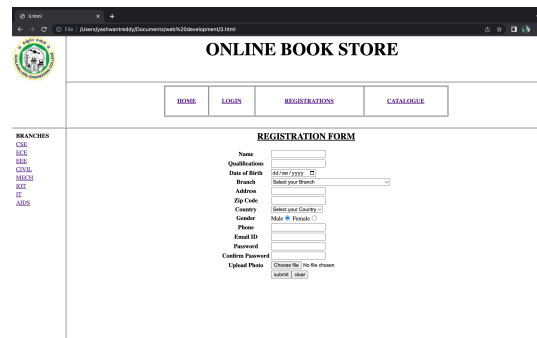 3.html
File | /Users/yashwantreddy/Documents/web%20development/3.html
ONLINE BOOK STORE
HOME LOGIN REGISTRATIONS CATALOGUE
BRANCHES
CSE
ECE
EEE
CIVIL
MECH
IOT
IT
AIDS
REGISTRATION FORM
Name
Qualifications
Date of Birth dd/mm/yyyy
Branch Select your Branch
Address
Zip Code
Country Select your Country
Gender Male Female
Phone
Email ID
Password
Confirm Password
Upload Photo Choose file No file chosen
submit clear